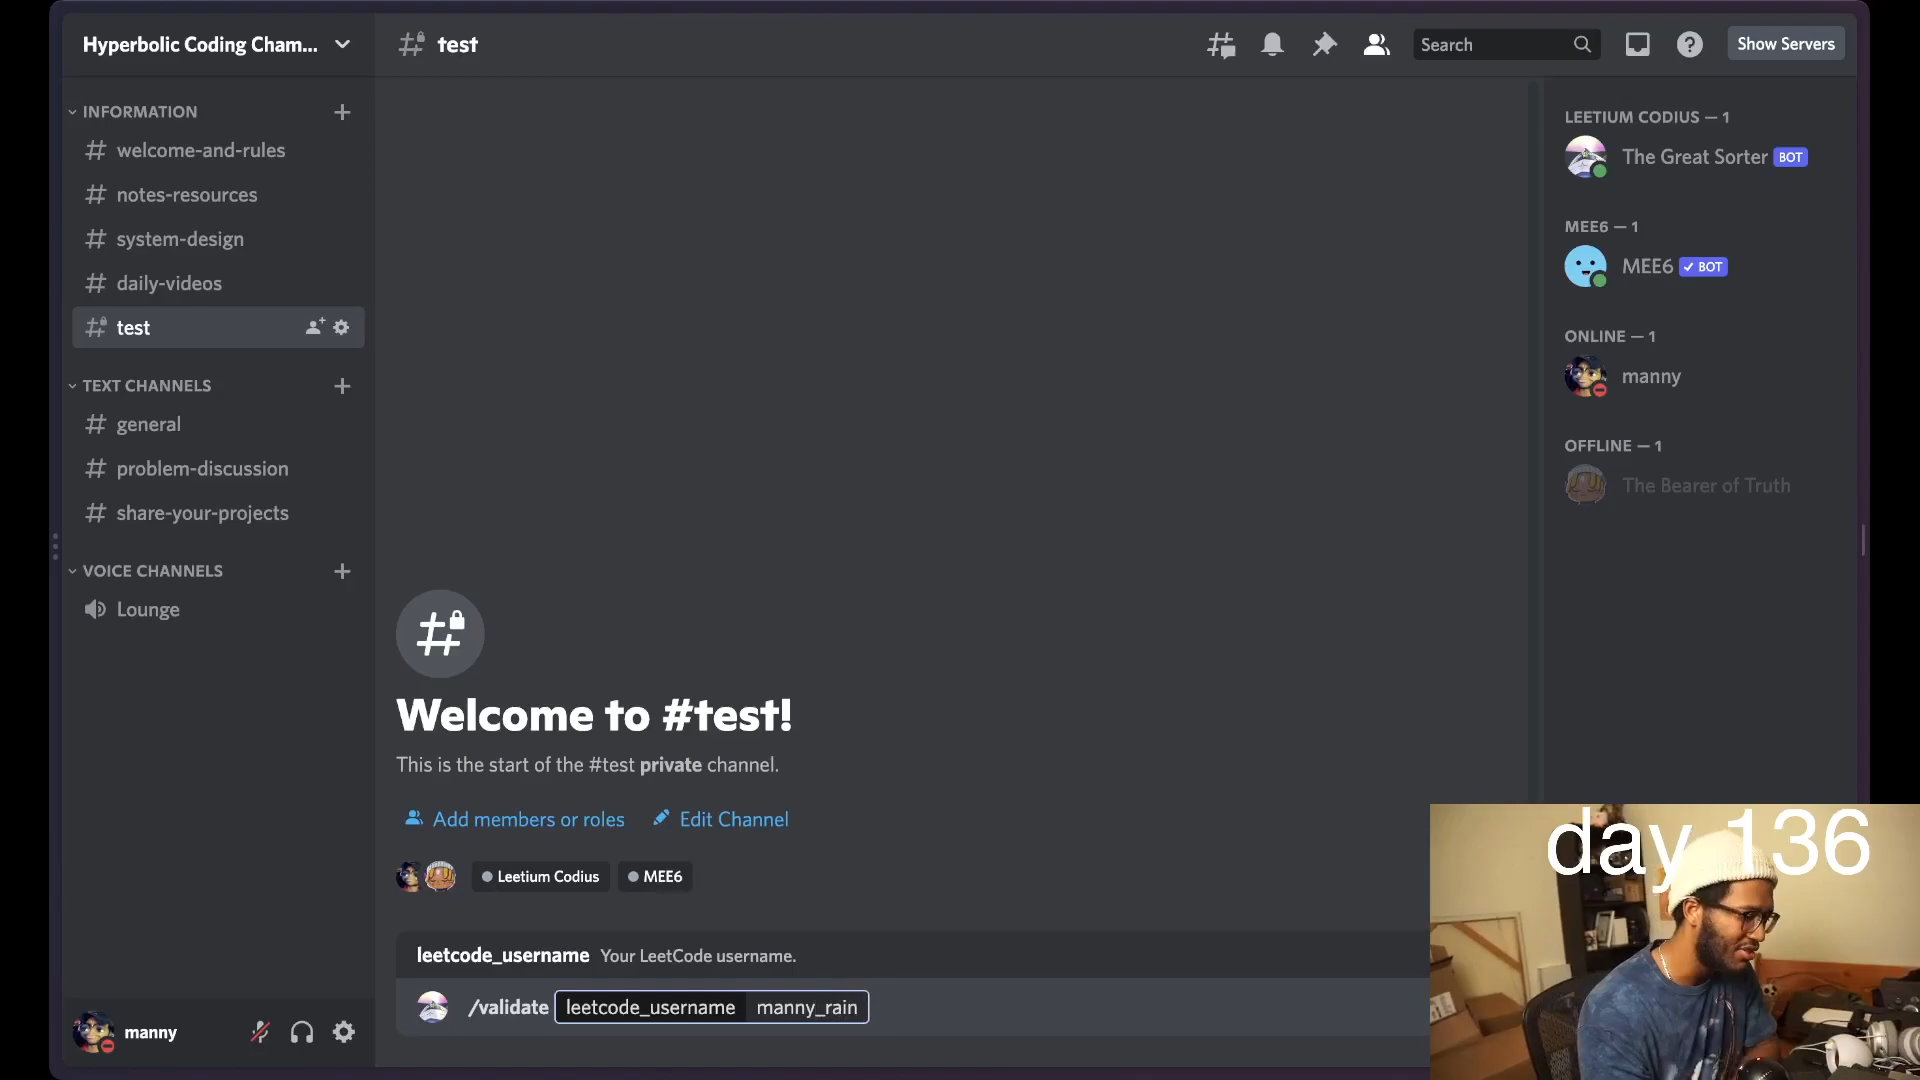 Hyperbolic Coding Cham...
INFORMATION
welcome-and-rules
notes-resources
system-design
daily-videos
test
TEXT CHANNELS
general
problem-discussion
share-your-projects
VOICE CHANNELS
Lounge
manny
test
Search
Show Servers
Welcome to #test!
This is the start of the #test private channel.
Add members or roles
Edit Channel
Leetium Codius
MEE6
leetcode_username Your LeetCode username.
/validate leetcode_username manny_rain
LEETIUM CODIUS — 1
The Great Sorter BOT
MEE6 — 1
MEE6 BOT
ONLINE — 1
manny
OFFLINE — 1
The Bearer of Truth
day 136